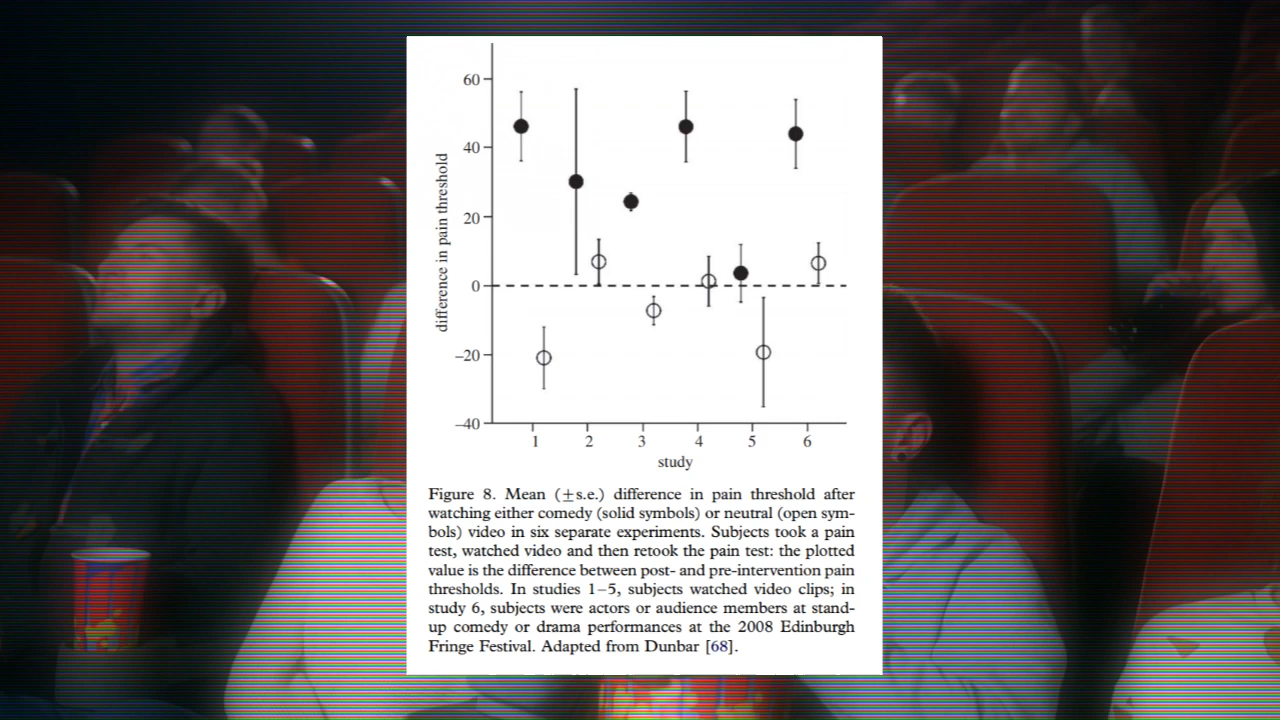 60
40
20
0
–20
–40
difference in pain threshold
1 2 3 4 5 6
study
Figure 8. Mean (±s.e.) difference in pain threshold after
watching either comedy (solid symbols) or neutral (open sym-
bols) video in six separate experiments. Subjects took a pain
test, watched video and then retook the pain test: the plotted
value is the difference between post- and pre-intervention pain
thresholds. In studies 1–5, subjects watched video clips; in
study 6, subjects were actors or audience members at stand-
up comedy or drama performances at the 2008 Edinburgh
Fringe Festival. Adapted from Dunbar [68].